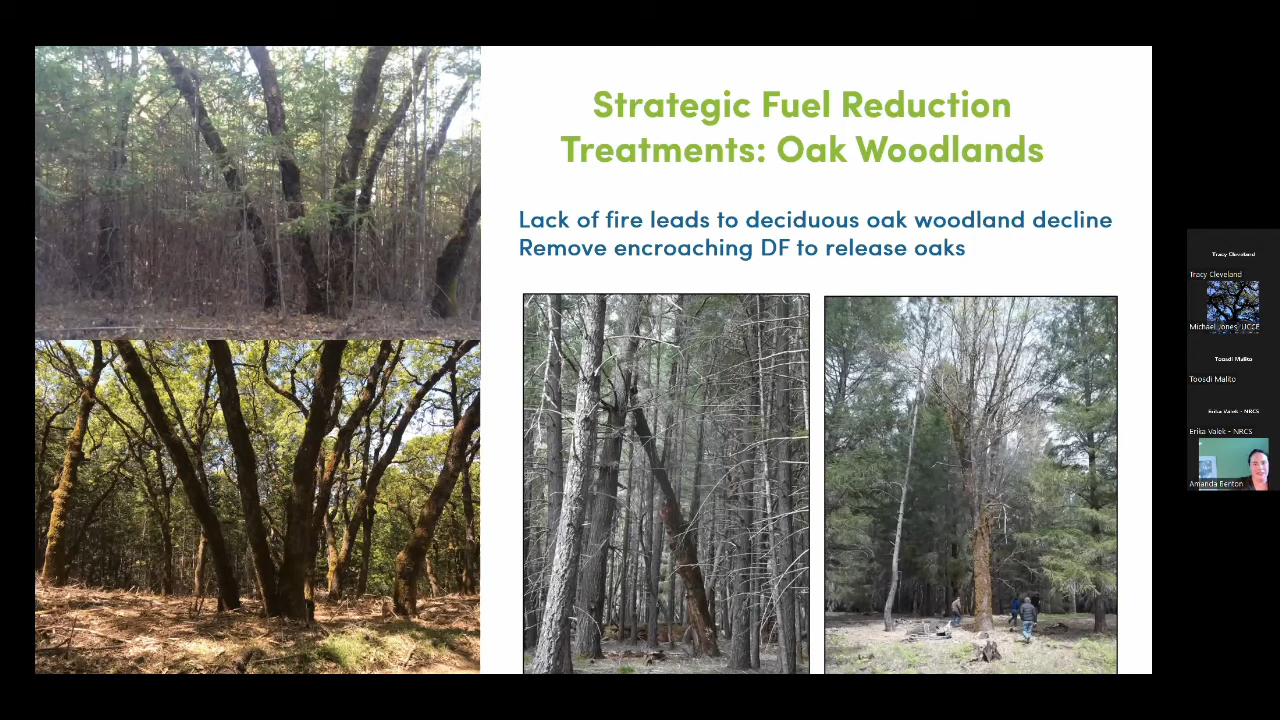 Strategic Fuel Reduction
Treatments: Oak Woodlands
Lack of fire leads to deciduous oak woodland decline
Remove encroaching DF to release oaks
Tracy Cleveland
Tracy Cleveland
Michael Jones UCCE
Toosdi Malito
Toosdi Malito
Erika Valek - NRCS
Erika Valek - NRCS
Amanda Benton